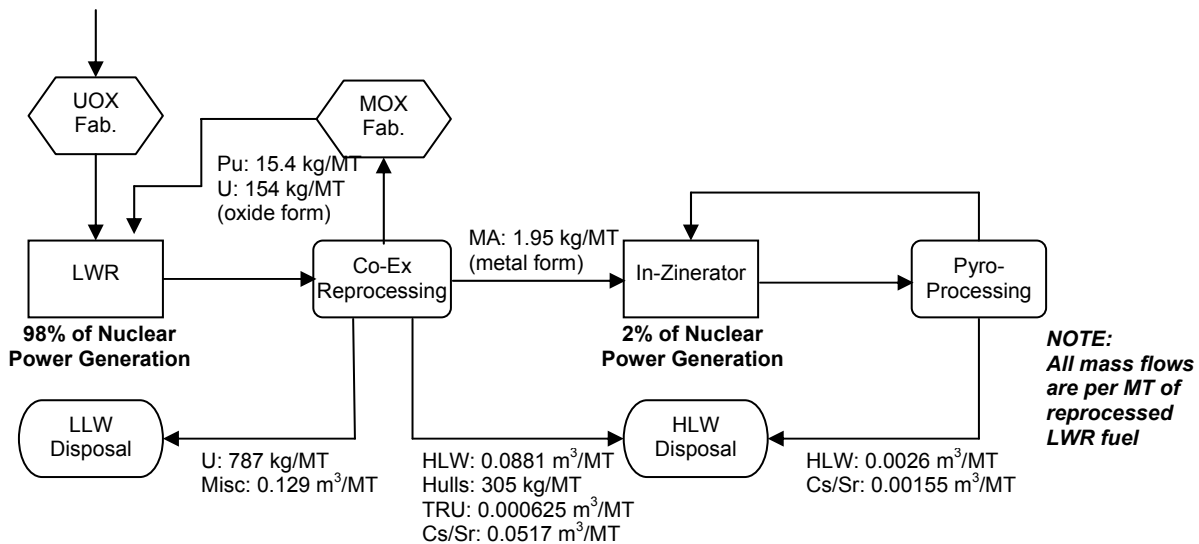 UOX
Fab.
MOX
Fab.
Pu: 15.4 kg/MT
U: 154 kg/MT
(oxide form)
MA: 1.95 kg/MT
(metal form)
LWR
Co-Ex
Reprocessing
In-Zinerator
Pyro-
Processing
98% of Nuclear
Power Generation
2% of Nuclear
Power Generation
NOTE:
All mass flows
are per MT of
reprocessed
LWR fuel
LLW
Disposal
HLW
Disposal
U: 787 kg/MT
Misc: 0.129 m³/MT
HLW: 0.0881 m³/MT
Hulls: 305 kg/MT
TRU: 0.000625 m³/MT
Cs/Sr: 0.0517 m³/MT
HLW: 0.0026 m³/MT
Cs/Sr: 0.00155 m³/MT